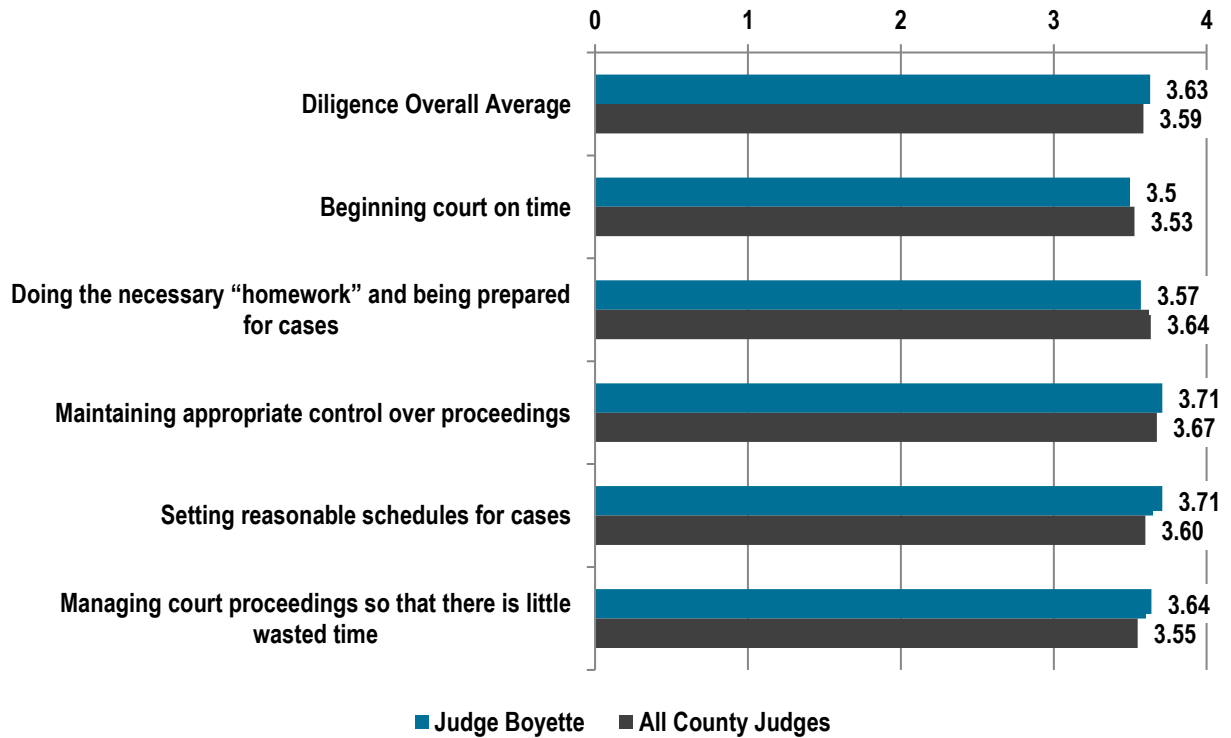 0 1 2 3 4
Diligence Overall Average
3.63
3.59
Beginning court on time
3.5
3.53
Doing the necessary “homework” and being prepared
for cases
3.57
3.64
Maintaining appropriate control over proceedings
3.71
3.67
Setting reasonable schedules for cases
3.71
3.60
Managing court proceedings so that there is little
wasted time
3.64
3.55
Judge Boyette All County Judges